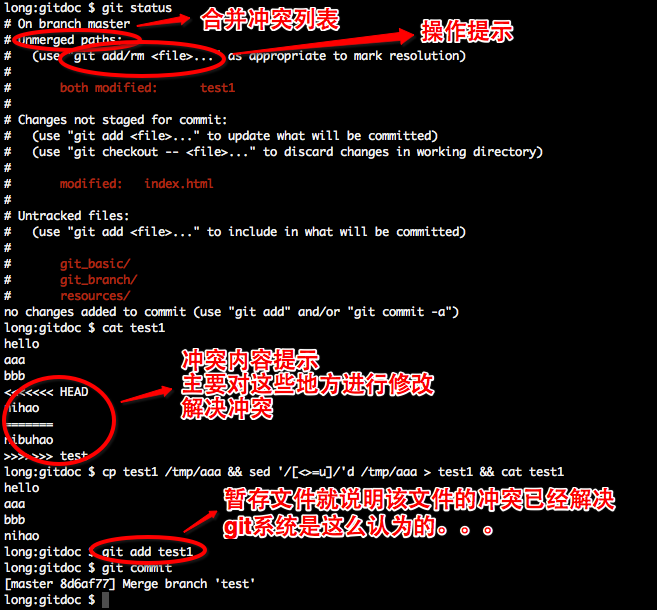 long:gitdoc $ git status
# On branch master
合并冲突列表
# Unmerged paths:
操作提示
#   (use "git add/rm <file>..." as appropriate to mark resolution)
#
#       both modified:      test1
#
# Changes not staged for commit:
#   (use "git add <file>..." to update what will be committed)
#   (use "git checkout -- <file>..." to discard changes in working directory)
#
#       modified:   index.html
#
# Untracked files:
#   (use "git add <file>..." to include in what will be committed)
#
#       git_basic/
#       git_branch/
#       resources/
no changes added to commit (use "git add" and/or "git commit -a")
long:gitdoc $ cat test1
hello
aaa
bbb
冲突内容提示
主要对这些地方进行修改
解决冲突
<<<<<<< HEAD
nihao
=======
nibuhao
>>>>>>> test
long:gitdoc $ cp test1 /tmp/aaa && sed '/[<>=u]/'d /tmp/aaa > test1 && cat test1
hello
aaa
bbb
nihao
暂存文件就说明该文件的冲突已经解决
git系统是这么认为的。。。
long:gitdoc $ git add test1
long:gitdoc $ git commit
[master 8d6af77] Merge branch 'test'
long:gitdoc $